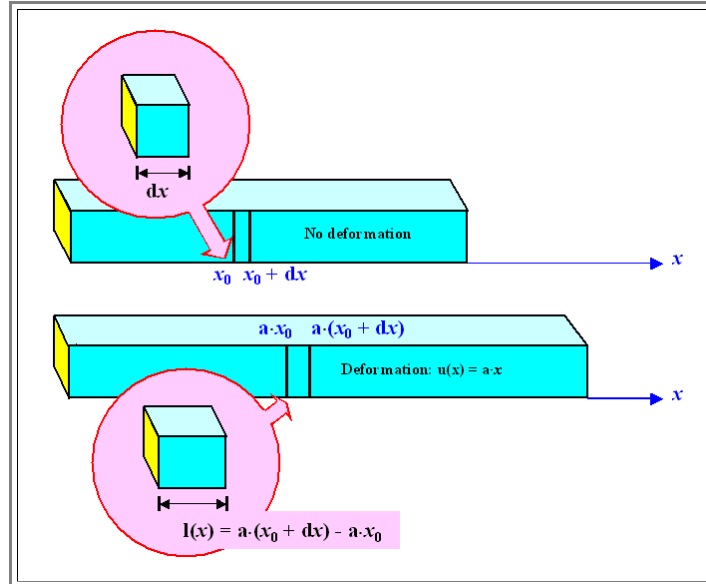 dx
No deformation
x
x₀ x₀ + dx
a·x₀ a·(x₀ + dx)
Deformation: u(x) = a·x
x
l(x) = a·(x₀ + dx) - a·x₀